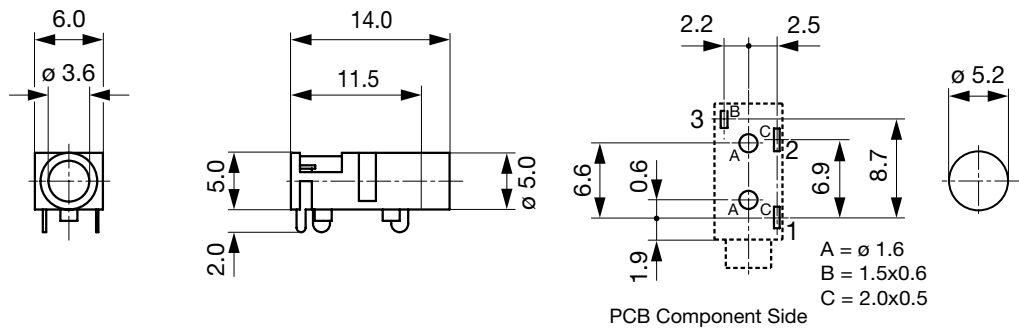 6.0
ø 3.6
14.0
11.5
5.0
2.0
ø 5.0
2.2
2.5
3
B
C
A
2
A
C
1
6.6
0.6
1.9
6.9
8.7
A = ø 1.6
B = 1.5x0.6
C = 2.0x0.5
PCB Component Side
ø 5.2